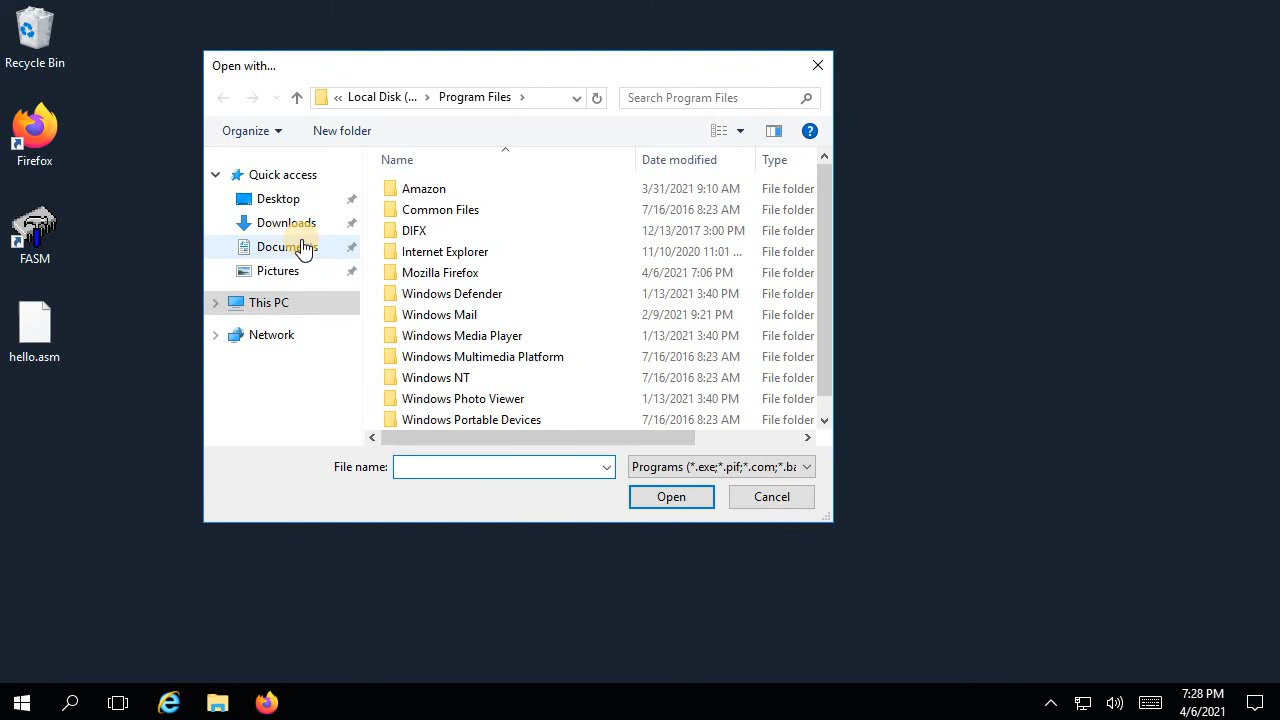 Recycle Bin
Firefox
FASM
hello.asm
Open with...
« Local Disk (... › Program Files ›
Search Program Files
Organize
New folder
Quick access
Desktop
Downloads
Documents
Pictures
This PC
Network
Name Date modified Type
Amazon 3/31/2021 9:10 AM File folder
Common Files 7/16/2016 8:23 AM File folder
DIFX 12/13/2017 3:00 PM File folder
Internet Explorer 11/10/2020 11:01 ... File folder
Mozilla Firefox 4/6/2021 7:06 PM File folder
Windows Defender 1/13/2021 3:40 PM File folder
Windows Mail 2/9/2021 9:21 PM File folder
Windows Media Player 1/13/2021 3:40 PM File folder
Windows Multimedia Platform 7/16/2016 8:23 AM File folder
Windows NT 7/16/2016 8:23 AM File folder
Windows Photo Viewer 1/13/2021 3:40 PM File folder
Windows Portable Devices 7/16/2016 8:23 AM File folder
File name:
Programs (*.exe;*.pif;*.com;*.ba
Open
Cancel
7:28 PM
4/6/2021